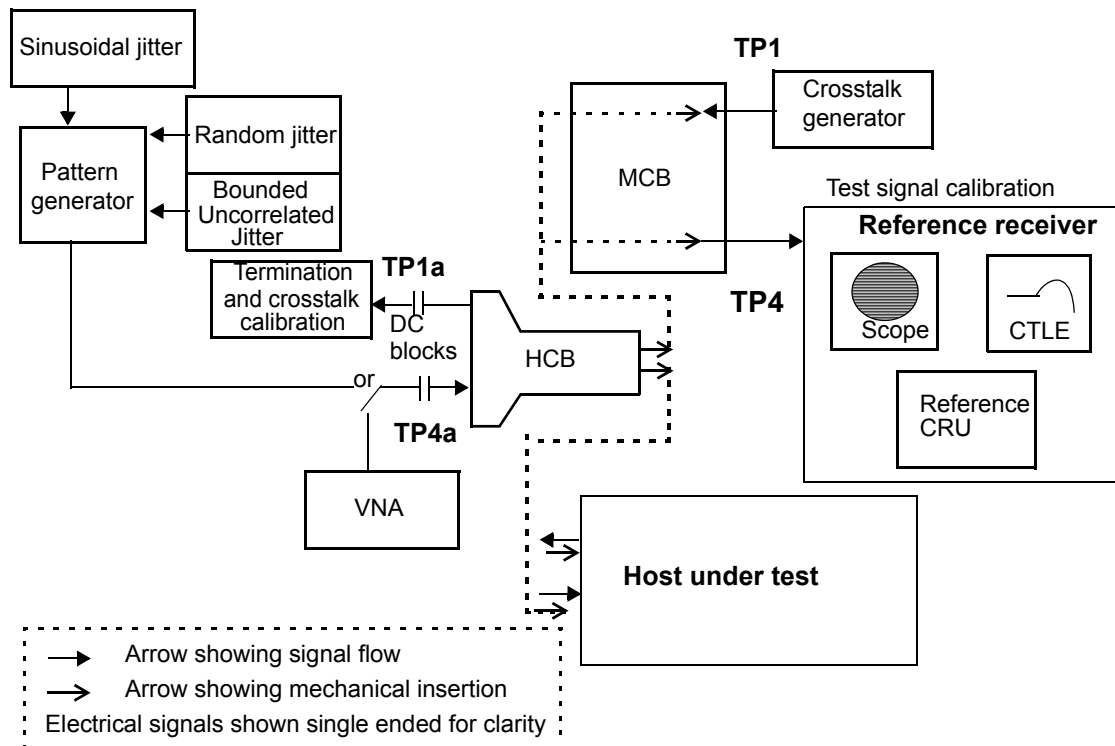 Sinusoidal jitter
Random jitter
Pattern
generator
Bounded
Uncorrelated
Jitter
TP1a
Termination
and crosstalk
calibration
DC
blocks
or
TP4a
VNA
HCB
TP1
Crosstalk
generator
MCB
TP4
Test signal calibration
Reference receiver
Scope
CTLE
Reference
CRU
Host under test
Arrow showing signal flow
Arrow showing mechanical insertion
Electrical signals shown single ended for clarity